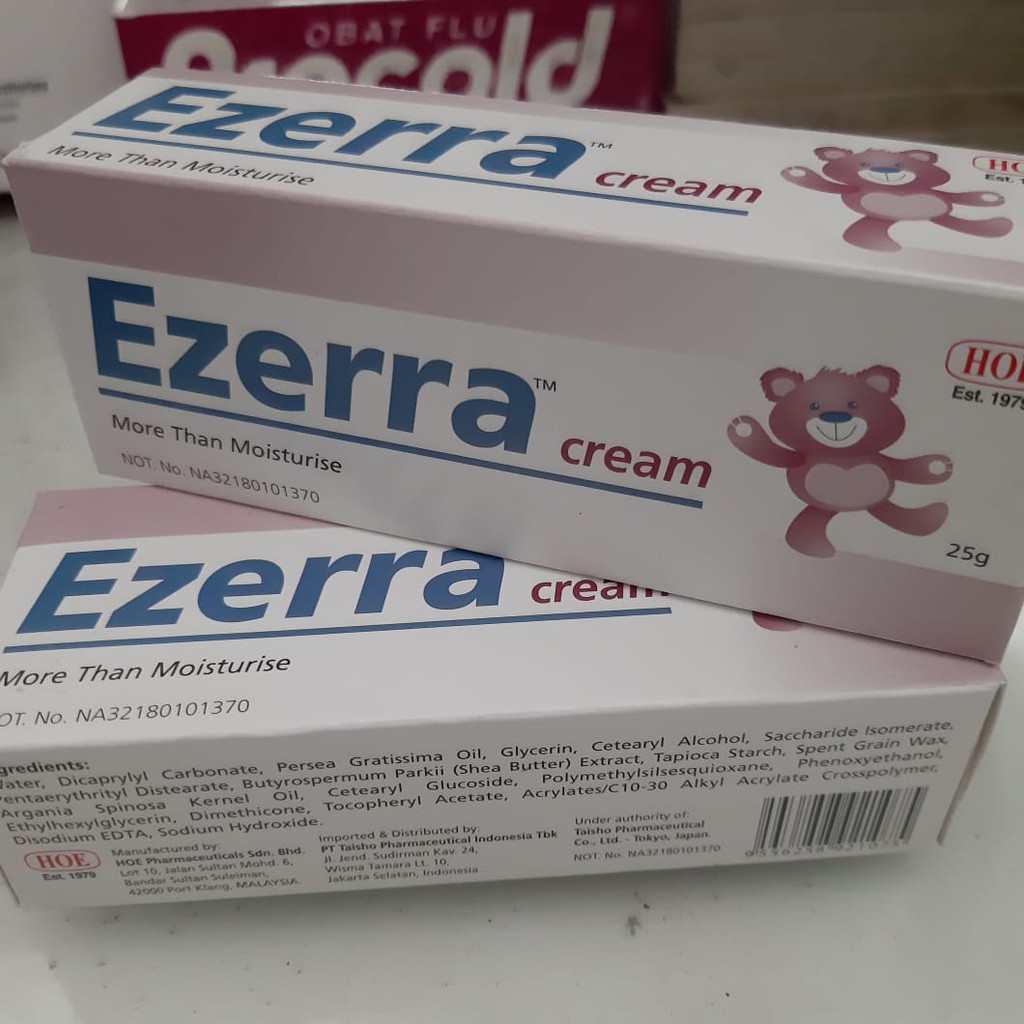 OBAT FLU
Procold
Ezerra™ cream
More Than Moisturise
Ezerra™ cream
HOE
Est. 1979
More Than Moisturise
NOT. No. NA32180101370
25g
Ezerra cream
More Than Moisturise
OT. No. NA32180101370
gredients:
Water, Dicaprylyl Carbonate, Persea Gratissima Oil, Glycerin, Cetearyl Alcohol, Saccharide Isomerate,
Pentaerythrityl Distearate, Butyrospermum Parkii (Shea Butter) Extract, Tapioca Starch, Spent Grain Wax,
Argania Spinosa Kernel Oil, Cetearyl Glucoside, Polymethylsilsesquioxane, Phenoxyethanol,
Ethylhexylglycerin, Dimethicone, Tocopheryl Acetate, Acrylates/C10-30 Alkyl Acrylate Crosspolymer,
Disodium EDTA, Sodium Hydroxide.
HOE
Est. 1979
Manufactured by:
HOE Pharmaceuticals Sdn. Bhd.
Lot 10, Jalan Sultan Mohd. 6,
Bandar Sultan Suleiman,
42000 Port Klang, MALAYSIA.
Imported & Distributed by:
PT Taisho Pharmaceutical Indonesia Tbk
Jl. Jend. Sudirman Kav. 24,
Wisma Tamara Lt. 10,
Jakarta Selatan, Indonesia.
Under authority of:
Taisho Pharmaceutical
Co., Ltd. - Tokyo, Japan.
NOT. No. NA32180101370